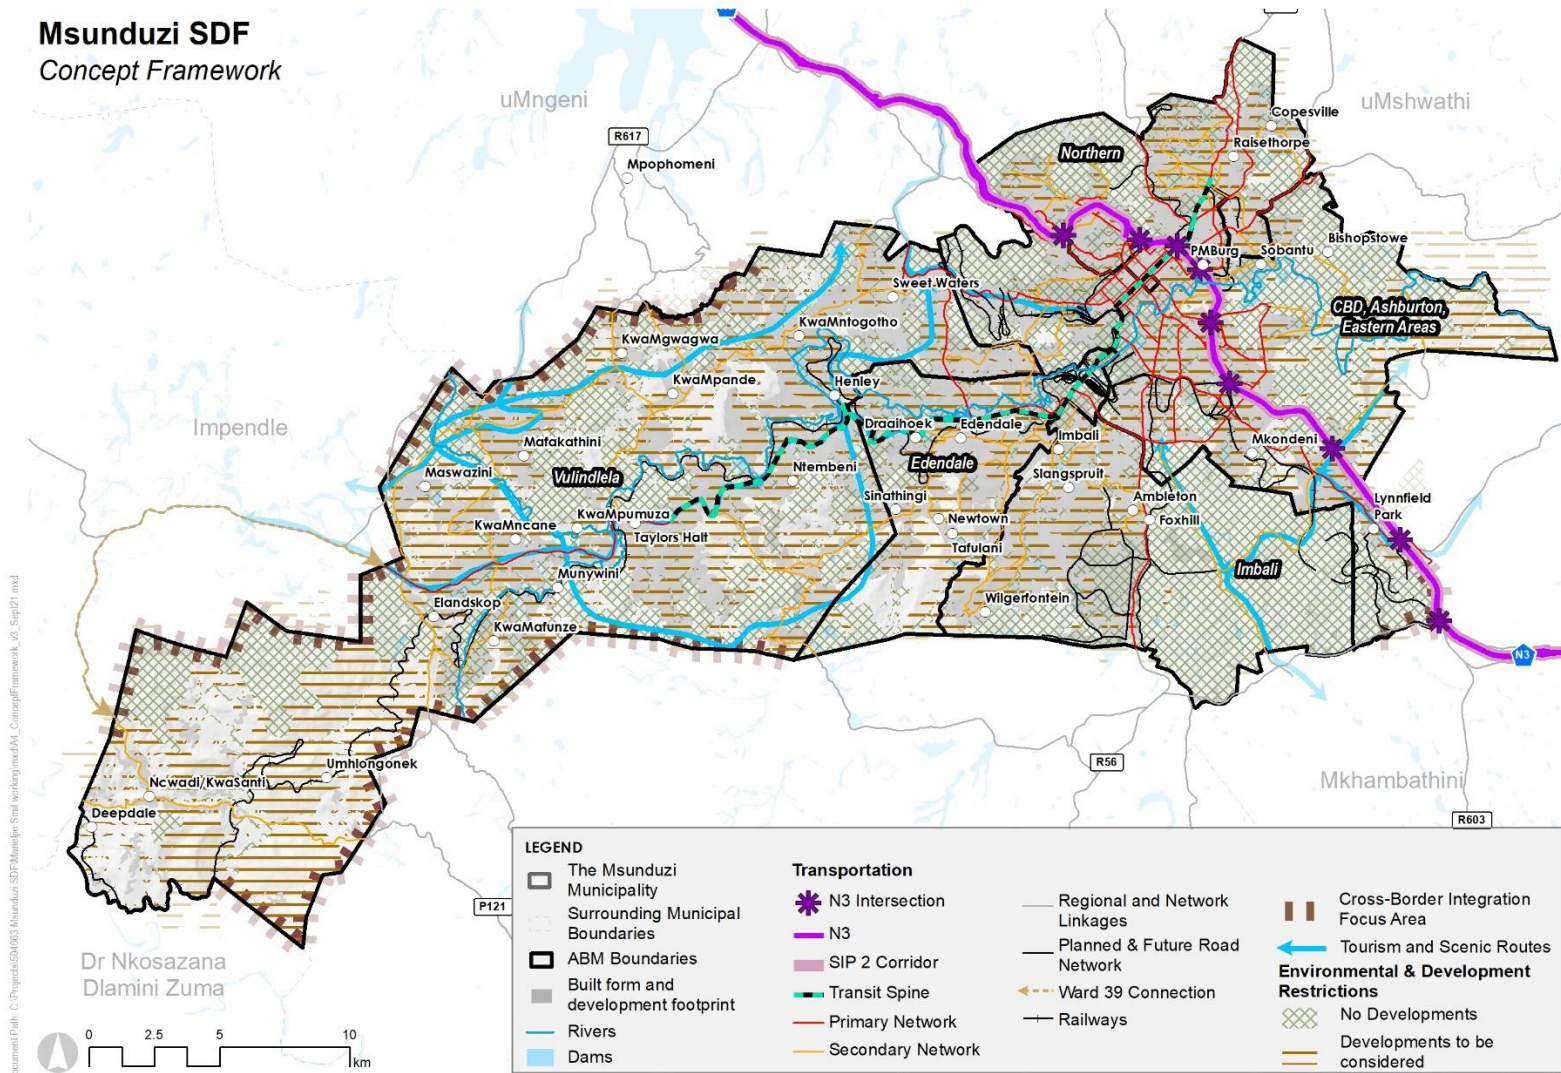 Msunduzi SDF
Concept Framework
uMngeni
uMshwathi
R617
Mpophomeni
Copesville
Raisethorpe
Northern
Bishopstowe
PMBurg
Sobantu
Sweet Waters
CBD, Ashburton,
Eastern Areas
KwaMntogotho
KwaMgwagwa
KwaMpande
Henley
Impendle
Draaihoek
Edendale
Imbali
Mkondeni
Mafakathini
Edendale
Maswazini
Vulindlela
Ntembeni
Slangspruit
Sinathingi
Ambleton
Lynnfield
Park
KwaMncane
KwaMpumuza
Newtown
Foxhill
Taylors Halt
Tafulani
Munywini
Imbali
Elandskop
Wilgerfontein
KwaMafunze
N3
Umhlongonek
R56
Mkhambathini
Ncwadi/KwaSanti
Deepdale
R603
P121
Dr Nkosazana
Dlamini Zuma
0 2.5 5 10
km
LEGEND
The Msunduzi
Municipality
Surrounding Municipal
Boundaries
ABM Boundaries
Built form and
development footprint
Rivers
Dams
Transportation
N3 Intersection
N3
SIP 2 Corridor
Transit Spine
Primary Network
Secondary Network
Regional and Network
Linkages
Planned & Future Road
Network
Ward 39 Connection
Railways
Cross-Border Integration
Focus Area
Tourism and Scenic Routes
Environmental & Development
Restrictions
No Developments
Developments to be
considered